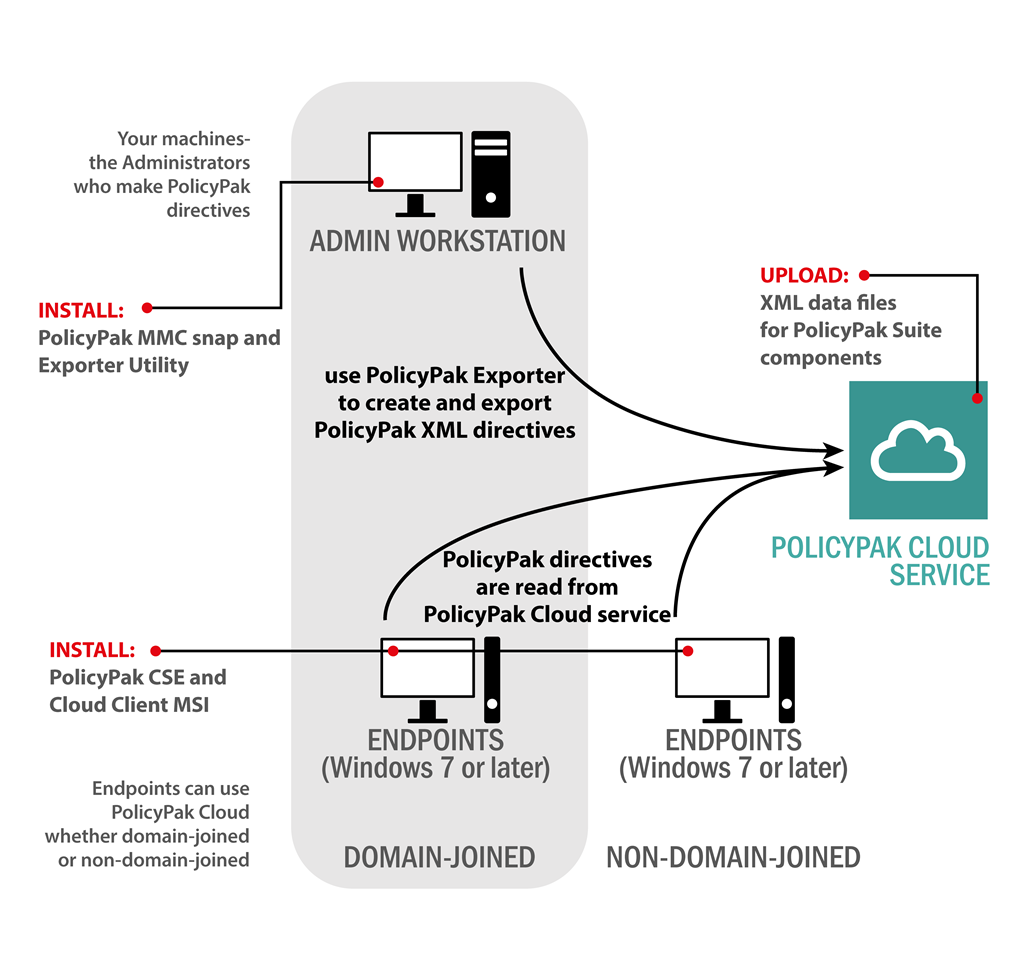 Your machines-
the Administrators
who make PolicyPak
directives
ADMIN WORKSTATION
INSTALL:
PolicyPak MMC snap and
Exporter Utility
UPLOAD:
XML data files
for PolicyPak Suite
components
use PolicyPak Exporter
to create and export
PolicyPak XML directives
POLICYPAK CLOUD
SERVICE
PolicyPak directives
are read from
PolicyPak Cloud service
INSTALL:
PolicyPak CSE and
Cloud Client MSI
ENDPOINTS
(Windows 7 or later)
ENDPOINTS
(Windows 7 or later)
Endpoints can use
PolicyPak Cloud
whether domain-joined
or non-domain-joined
DOMAIN-JOINED
NON-DOMAIN-JOINED